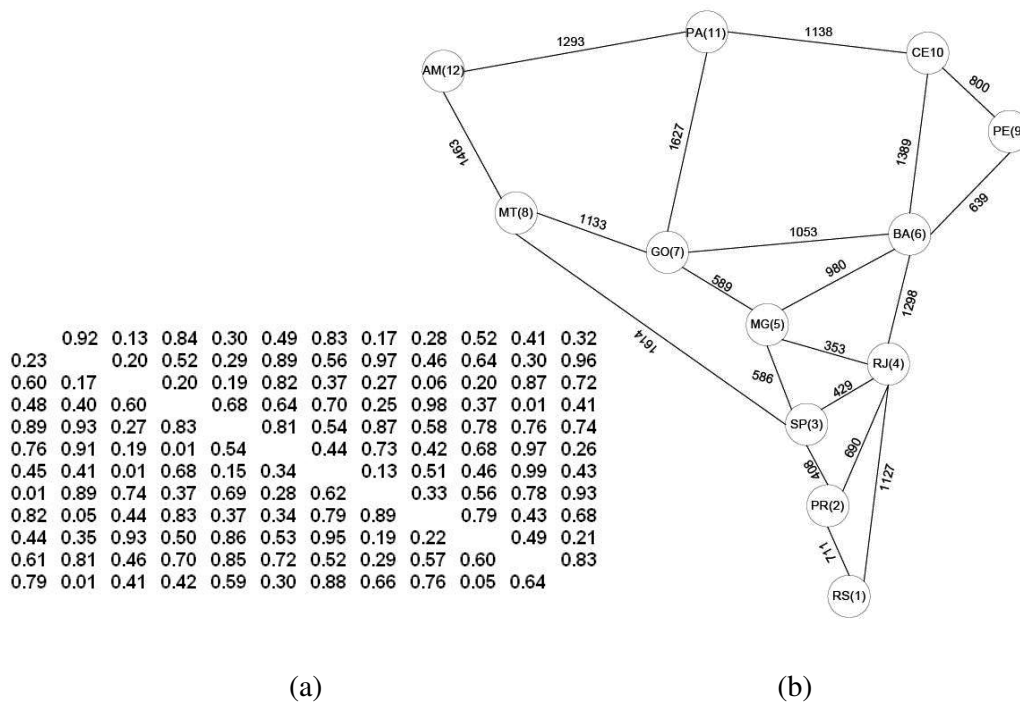 PA(11)
1138
1293
CE10
AM(12)
800
PE(9
1627
1463
1389
639
MT(8)
1133
1053
BA(6)
GO(7)
980
589
1298
MG(5)
1614
353
RJ(4)
586
429
SP(3)
690
408
1127
PR(2)
711
RS(1)
0.92 0.13 0.84 0.30 0.49 0.83 0.17 0.28 0.52 0.41 0.32
0.23 0.20 0.52 0.29 0.89 0.56 0.97 0.46 0.64 0.30 0.96
0.60 0.17 0.20 0.19 0.82 0.37 0.27 0.06 0.20 0.87 0.72
0.48 0.40 0.60 0.68 0.64 0.70 0.25 0.98 0.37 0.01 0.41
0.89 0.93 0.27 0.83 0.81 0.54 0.87 0.58 0.78 0.76 0.74
0.76 0.91 0.19 0.01 0.54 0.44 0.73 0.42 0.68 0.97 0.26
0.45 0.41 0.01 0.68 0.15 0.34 0.13 0.51 0.46 0.99 0.43
0.01 0.89 0.74 0.37 0.69 0.28 0.62 0.33 0.56 0.78 0.93
0.82 0.05 0.44 0.83 0.37 0.34 0.79 0.89 0.79 0.43 0.68
0.44 0.35 0.93 0.50 0.86 0.53 0.95 0.19 0.22 0.49 0.21
0.61 0.81 0.46 0.70 0.85 0.72 0.52 0.29 0.57 0.60 0.83
0.79 0.01 0.41 0.42 0.59 0.30 0.88 0.66 0.76 0.05 0.64
(a) (b)